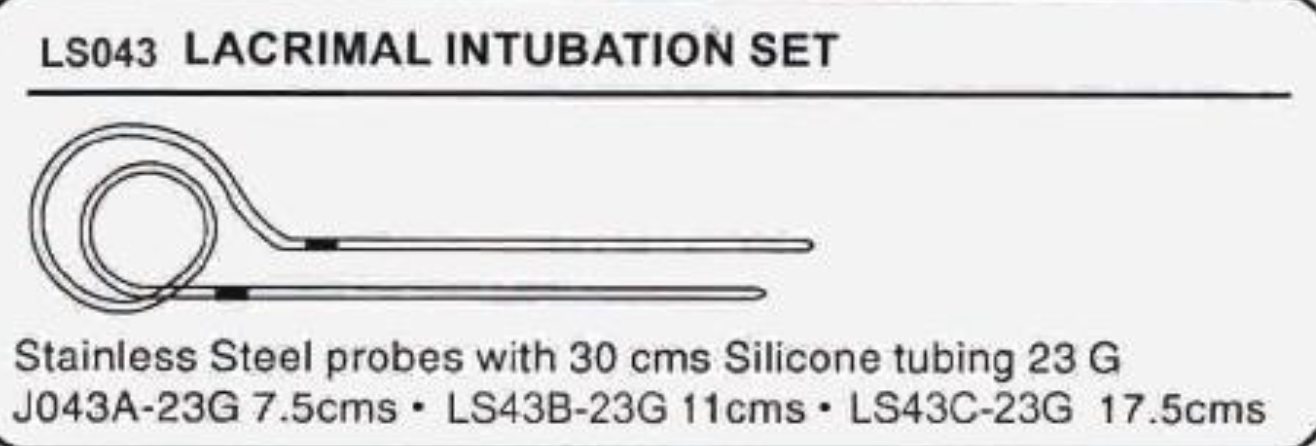 LS043 LACRIMAL INTUBATION SET
Stainless Steel probes with 30 cms Silicone tubing 23 G
J043A-23G 7.5cms • LS43B-23G 11cms • LS43C-23G 17.5cms